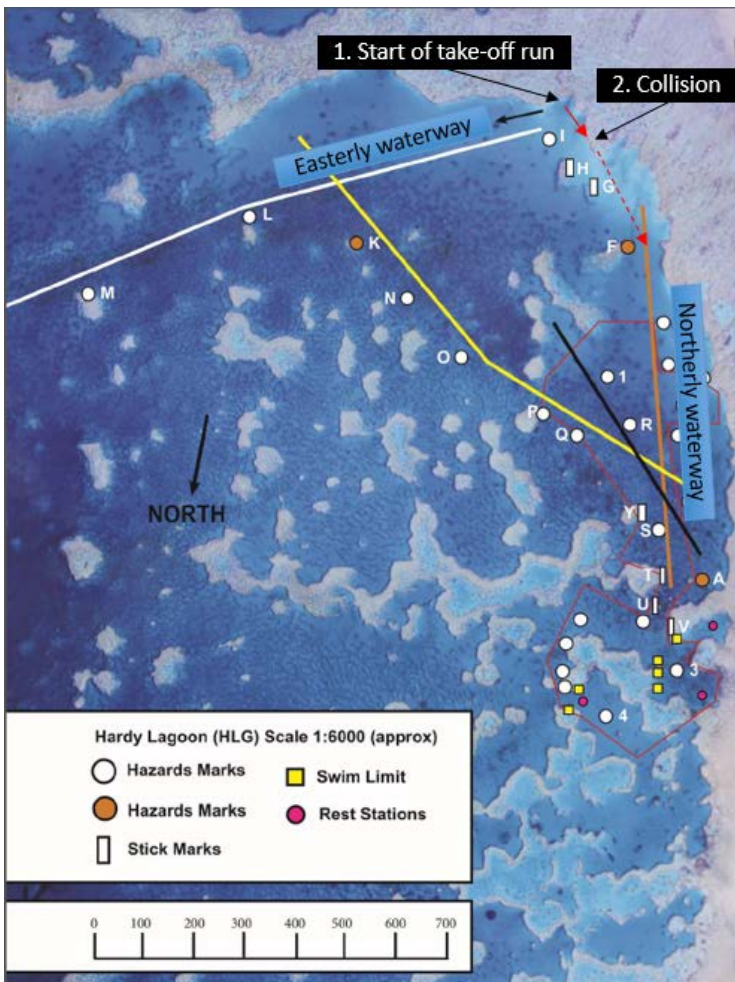 1. Start of take-off run
2. Collision
Easterly waterway
I
H
G
L
K
F
M
N
Northerly waterway
O
1
P
R
Q
NORTH
Y
S
T
A
U
V
3
4
Hardy Lagoon (HLG) Scale 1:6000 (approx)
Hazards Marks
Swim Limit
Hazards Marks
Rest Stations
Stick Marks
0 100 200 300 400 500 600 700